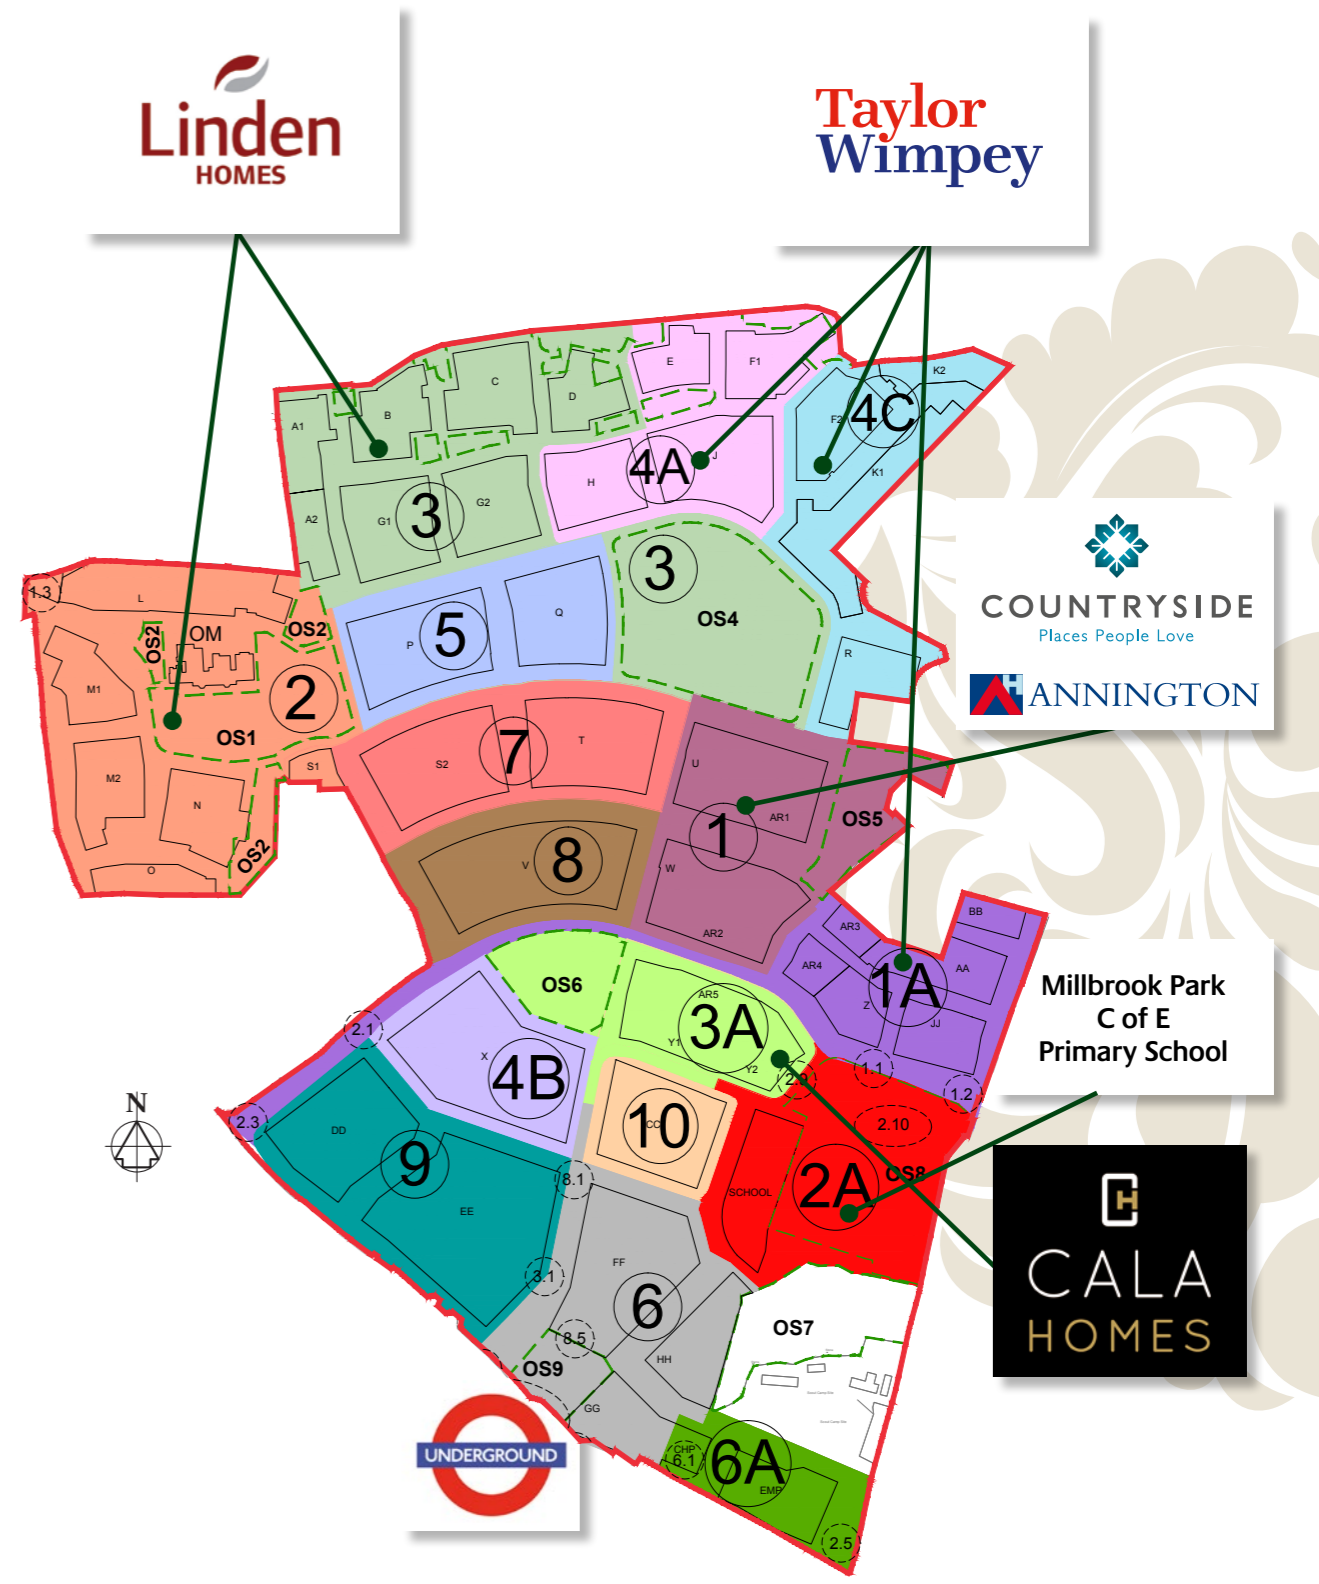 Linden
HOMES
Taylor
Wimpey
E
F1
K2
C
D
B
A1
F2
4C
J
4A
K1
H
G2
G1
3
A2
3
OS4
1.3
L
OS2
OM
OS2
P
5
Q
R
M1
2
OS1
S1
M2
N
O
OS2
S2
7
T
U
AR1
1
OS5
V
8
W
AR2
COUNTRYSIDE
Places People Love
H
ANNINGTON
BB
AR3
AR4
AA
1A
Z
JJ
OS6
AR5
3A
Y1
Y2
2.1
X
4B
2.9
1.1
1.2
Millbrook Park
C of E
Primary School
N
2.3
DD
9
EE
CC
10
2.10
2A
OS8
SCHOOL
8.1
3.1
FF
6
8.5
HH
OS9
GG
OS7
CALA
HOMES
UNDERGROUND
CHP
6.1
6A
EMP
2.5